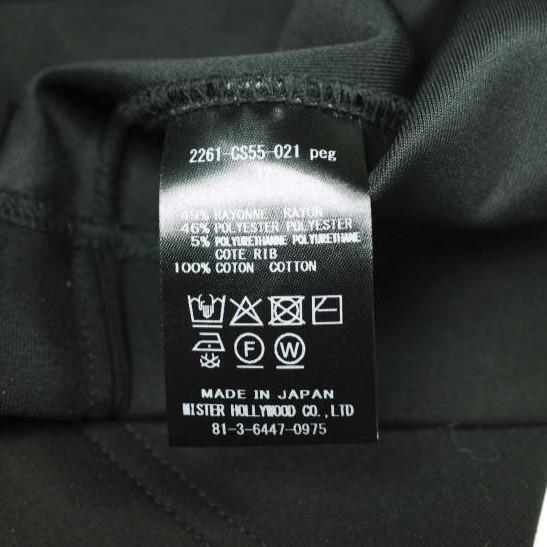 2261-CS55-021 peg
49% RAYONNE RAYON
46% POLYESTER POLYESTER
5% POLYURETHANNE POLYURETHANE
COTE RIB
100% COTON COTTON
F W
MADE IN JAPAN
MISTER HOLLYWOOD CO.,LTD
81-3-6447-0975